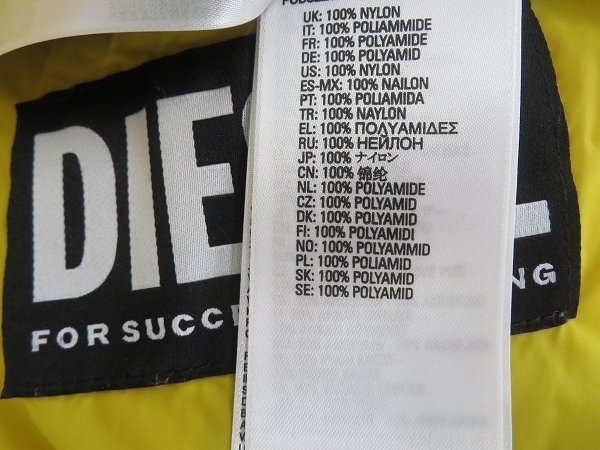 UK: 100% NYLON
IT: 100% POLIAMMIDE
FR: 100% POLYAMIDE
DE: 100% POLYAMID
US: 100% NYLON
ES-MX: 100% NAILON
PT: 100% POLIAMIDA
TR: 100% NAYLON
EL: 100% ΠΟΛΥΑΜΙΔΕΣ
RU: 100% НЕЙЛОН
JP: 100% ナイロン
CN: 100% 锦纶
NL: 100% POLYAMIDE
CZ: 100% POLYAMID
DK: 100% POLYAMID
FI: 100% POLYAMIDI
NO: 100% POLYAMMID
PL: 100% POLIAMID
SK: 100% POLYAMID
SE: 100% POLYAMID
DIES L
FOR SUCC NG